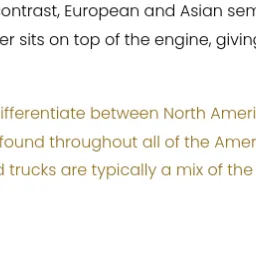 contrast, European and Asian sem
er sits on top of the engine, giving
ifferentiate between North Ameri
found throughout all of the Amer
d trucks are typically a mix of the